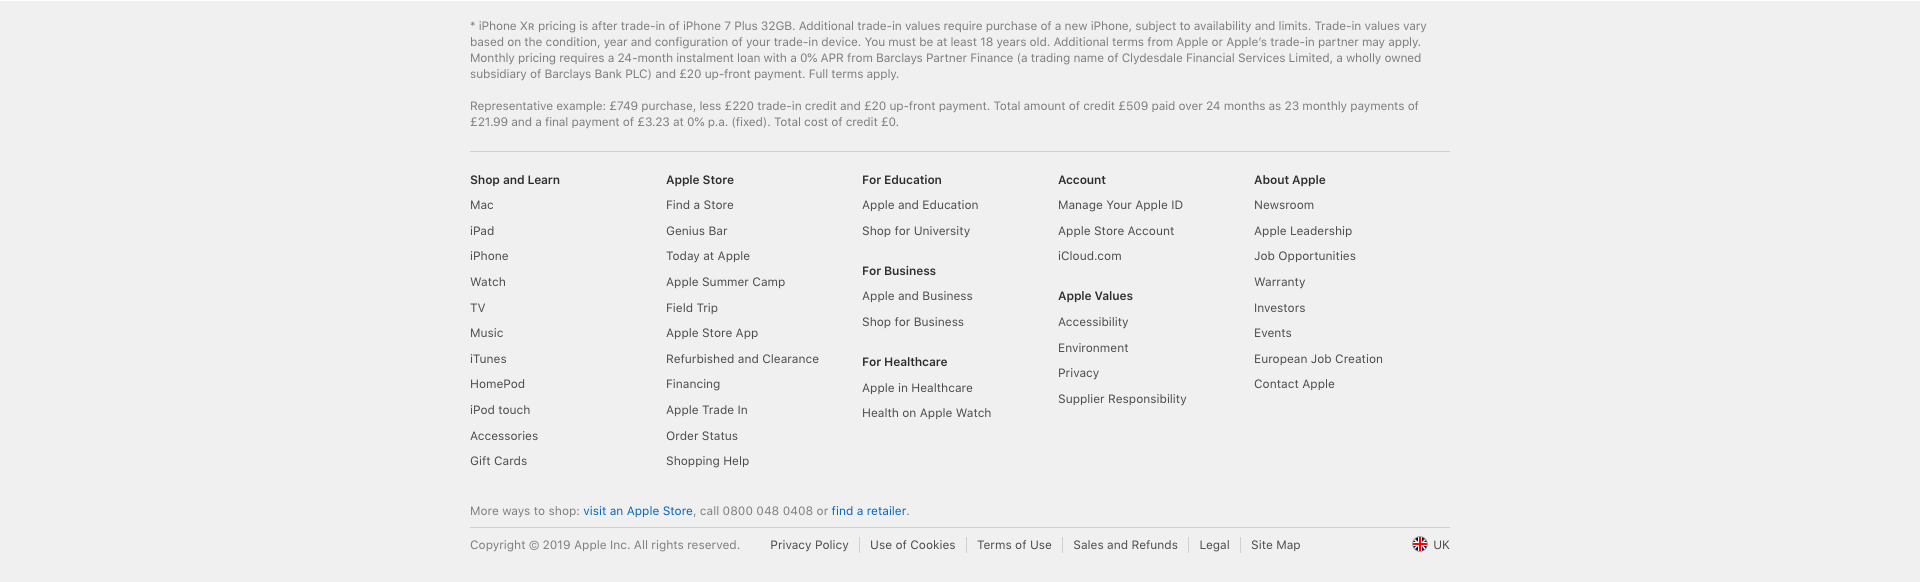 * iPhone Xʀ pricing is after trade-in of iPhone 7 Plus 32GB. Additional trade-in values require purchase of a new iPhone, subject to availability and limits. Trade-in values vary
based on the condition, year and configuration of your trade-in device. You must be at least 18 years old. Additional terms from Apple or Apple's trade-in partner may apply.
Monthly pricing requires a 24-month instalment loan with a 0% APR from Barclays Partner Finance (a trading name of Clydesdale Financial Services Limited, a wholly owned
subsidiary of Barclays Bank PLC) and £20 up-front payment. Full terms apply.
Representative example: £749 purchase, less £220 trade-in credit and £20 up-front payment. Total amount of credit £509 paid over 24 months as 23 monthly payments of
£21.99 and a final payment of £3.23 at 0% p.a. (fixed). Total cost of credit £0.
Shop and Learn
Mac
iPad
iPhone
Watch
TV
Music
iTunes
HomePod
iPod touch
Accessories
Gift Cards
Apple Store
Find a Store
Genius Bar
Today at Apple
Apple Summer Camp
Field Trip
Apple Store App
Refurbished and Clearance
Financing
Apple Trade In
Order Status
Shopping Help
For Education
Apple and Education
Shop for University
For Business
Apple and Business
Shop for Business
For Healthcare
Apple in Healthcare
Health on Apple Watch
Account
Manage Your Apple ID
Apple Store Account
iCloud.com
Apple Values
Accessibility
Environment
Privacy
Supplier Responsibility
About Apple
Newsroom
Apple Leadership
Job Opportunities
Warranty
Investors
Events
European Job Creation
Contact Apple
More ways to shop: visit an Apple Store, call 0800 048 0408 or find a retailer.
Copyright © 2019 Apple Inc. All rights reserved. Privacy Policy Use of Cookies Terms of Use Sales and Refunds Legal Site Map UK